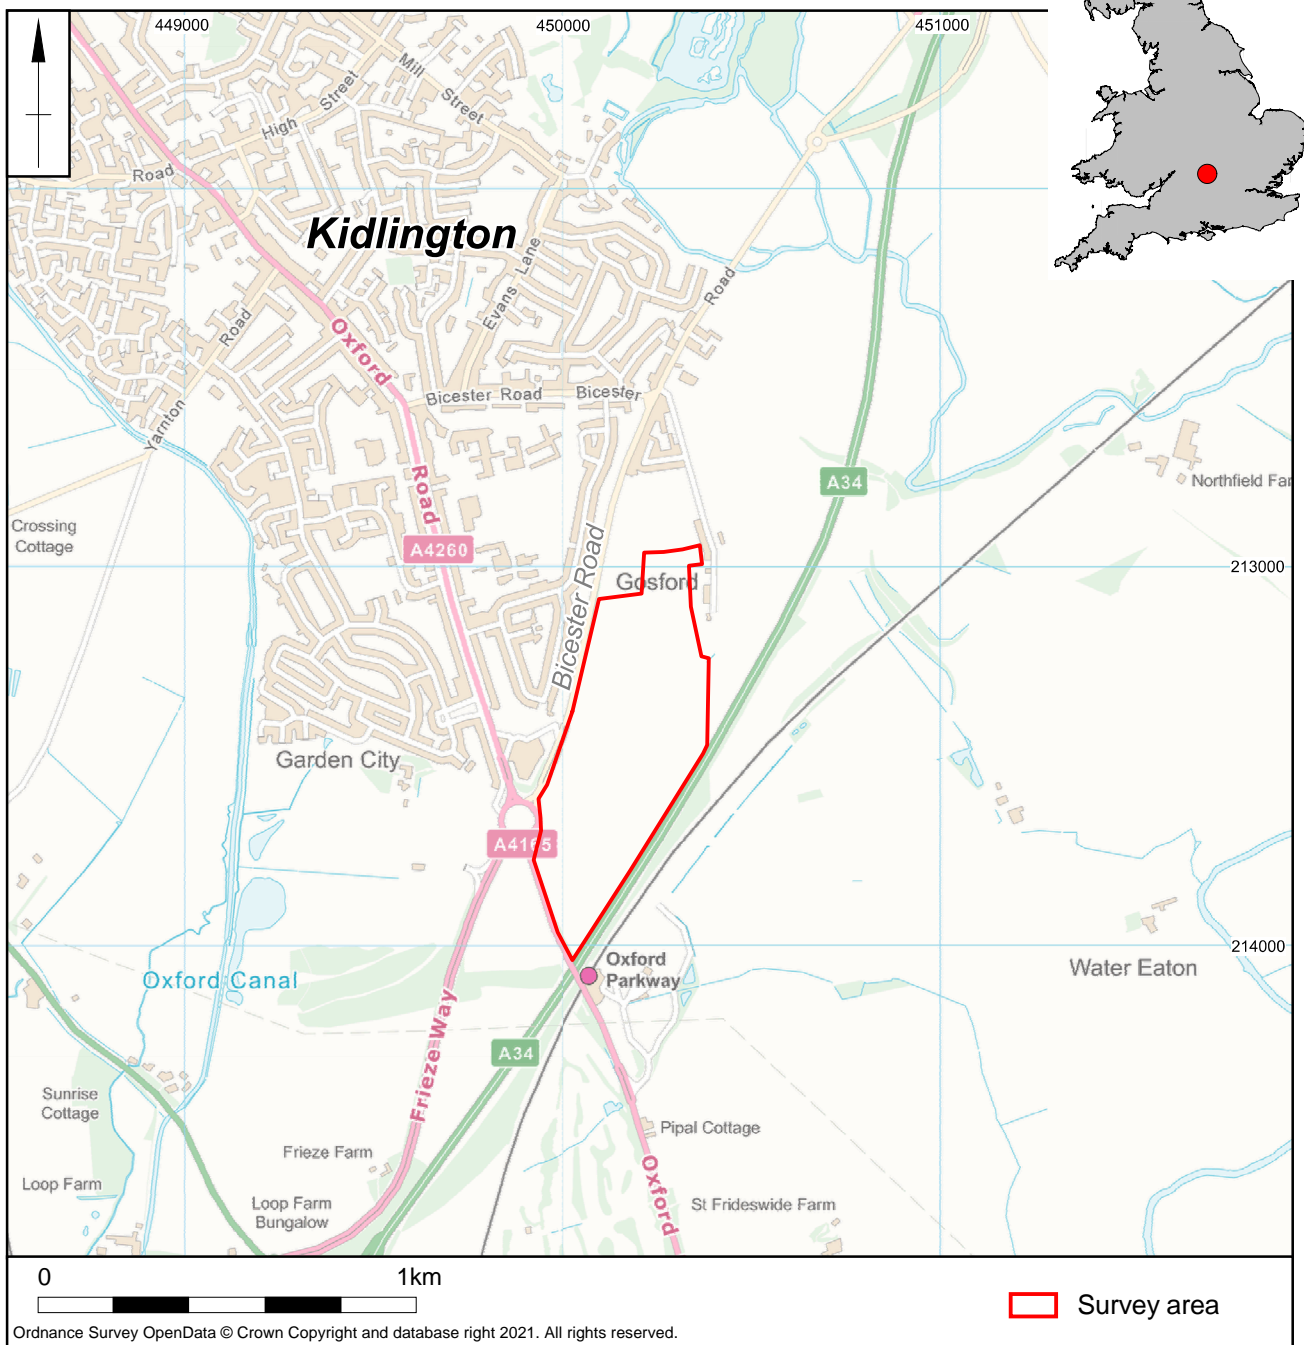 449000
450000
451000
Mill
Street
High Street
Road
Kidlington
Evans Lane
Road
Road
Oxford
Bicester Road
Bicester
Yarnton
A34
Northfield Far
Road
Crossing
Cottage
A4260
Bicester Road
213000
Gosford
Garden City
A4165
214000
Oxford
Parkway
Water Eaton
Oxford Canal
Frieze Way
A34
Sunrise
Cottage
Pipal Cottage
Frieze Farm
Oxford
Loop Farm
Loop Farm
Bungalow
St Frideswide Farm
0 1km
Survey area
Ordnance Survey OpenData © Crown Copyright and database right 2021. All rights reserved.